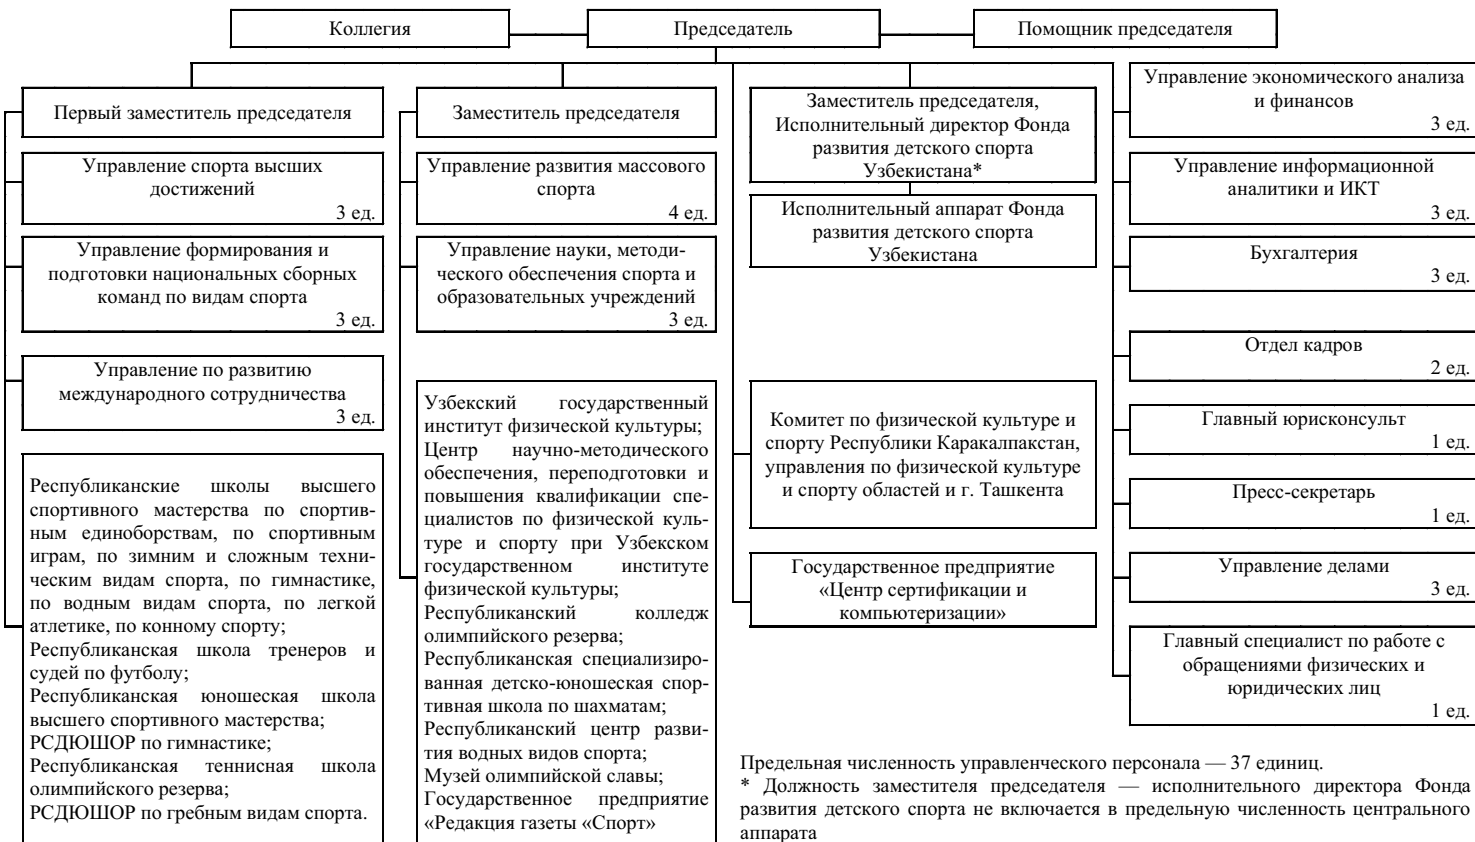 Коллегия
Председатель
Помощник председателя
Первый заместитель председателя
Управление спорта высших
достижений
3 ед.
Управление формирования и
подготовки национальных сборных
команд по видам спорта
3 ед.
Управление по развитию
международного сотрудничества
3 ед.
Республиканские школы высшего
спортивного мастерства по спортив-
ным единоборствам, по спортивным
играм, по зимним и сложным техни-
ческим видам спорта, по гимнастике,
по водным видам спорта, по легкой
атлетике, по конному спорту;
Республиканская школа тренеров и
судей по футболу;
Республиканская юношеская школа
высшего спортивного мастерства;
РСДЮШОР по гимнастике;
Республиканская теннисная школа
олимпийского резерва;
РСДЮШОР по гребным видам спорта.
Заместитель председателя
Управление развития массового
спорта
4 ед.
Управление науки, методи-
ческого обеспечения спорта и
образовательных учреждений
3 ед.
Узбекский государственный
институт физической культуры;
Центр научно-методического
обеспечения, переподготовки и
повышения квалификации спе-
циалистов по физической куль-
туре и спорту при Узбекском
государственном институте
физической культуры;
Республиканский колледж
олимпийского резерва;
Республиканская специализиро-
ванная детско-юношеская спор-
тивная школа по шахматам;
Республиканский центр разви-
тия водных видов спорта;
Музей олимпийской славы;
Государственное предприятие
«Редакция газеты «Спорт»
Заместитель председателя,
Исполнительный директор Фонда
развития детского спорта
Узбекистана*
Исполнительный аппарат Фонда
развития детского спорта
Узбекистана
Комитет по физической культуре и
спорту Республики Каракалпакстан,
управления по физической культуре
и спорту областей и г. Ташкента
Государственное предприятие
«Центр сертификации и
компьютеризации»
Управление экономического анализа
и финансов
3 ед.
Управление информационной
аналитики и ИКТ
3 ед.
Бухгалтерия
3 ед.
Отдел кадров
2 ед.
Главный юрисконсульт
1 ед.
Пресс-секретарь
1 ед.
Управление делами
3 ед.
Главный специалист по работе с
обращениями физических и
юридических лиц
1 ед.
Предельная численность управленческого персонала — 37 единиц.
* Должность заместителя председателя — исполнительного директора Фонда
развития детского спорта не включается в предельную численность центрального
аппарата